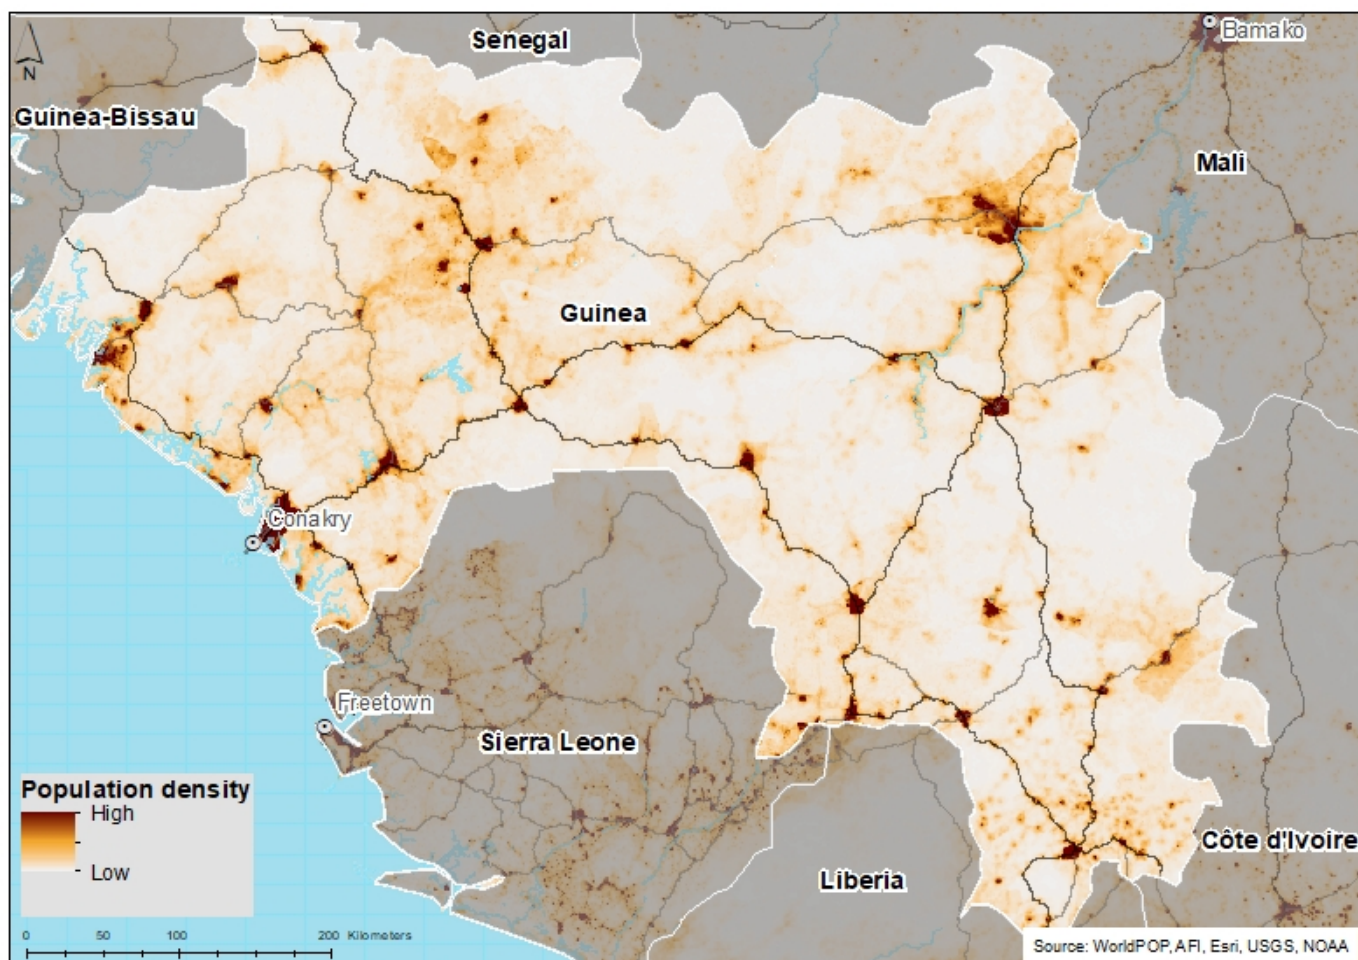 Senegal
Bamako
N
Guinea-Bissau
Mali
Guinea
Conakry
Freetown
Sierra Leone
Population density
High
Low
Côte d'Ivoire
Liberia
0 50 100 200 Kilometers
Source: WorldPOP, AFI, Esri, USGS, NOAA